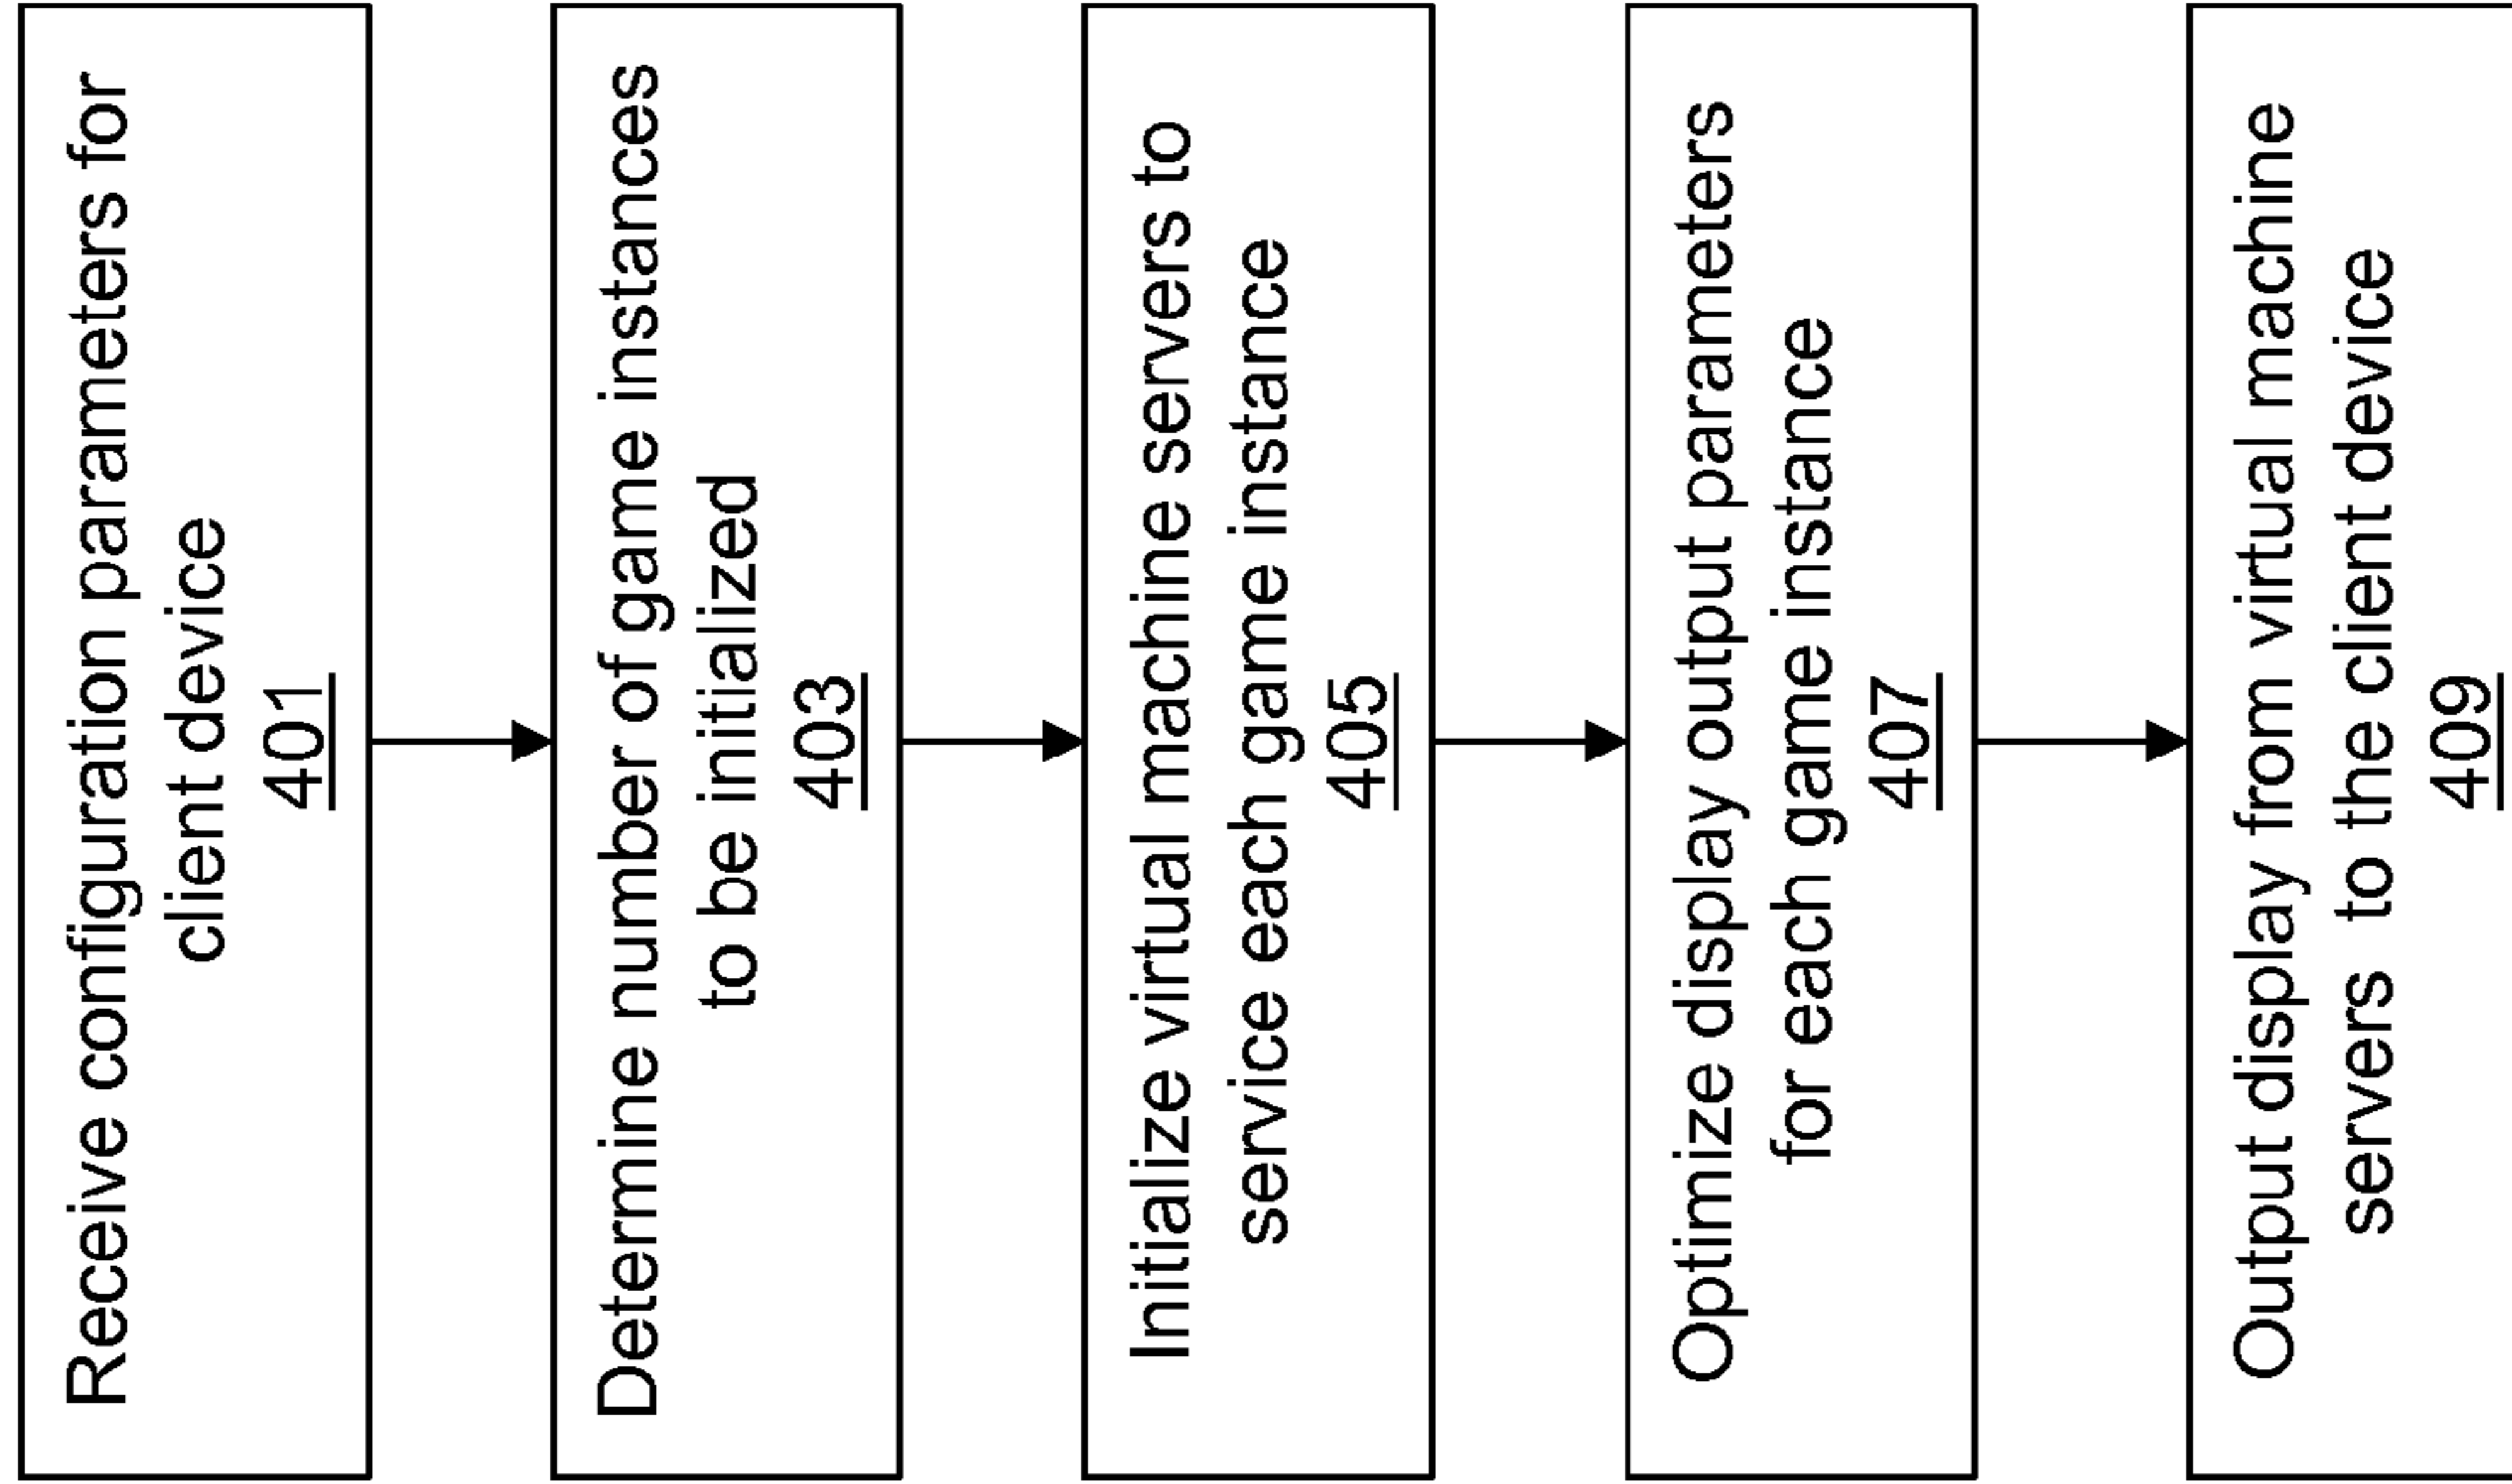 Receive configuration parameters for
client device
401
Determine number of game instances
to be initialized
403
Initialize virtual machine servers to
service each game instance
405
Optimize display output parameters
for each game instance
407
Output display from virtual machine
servers to the client device
409